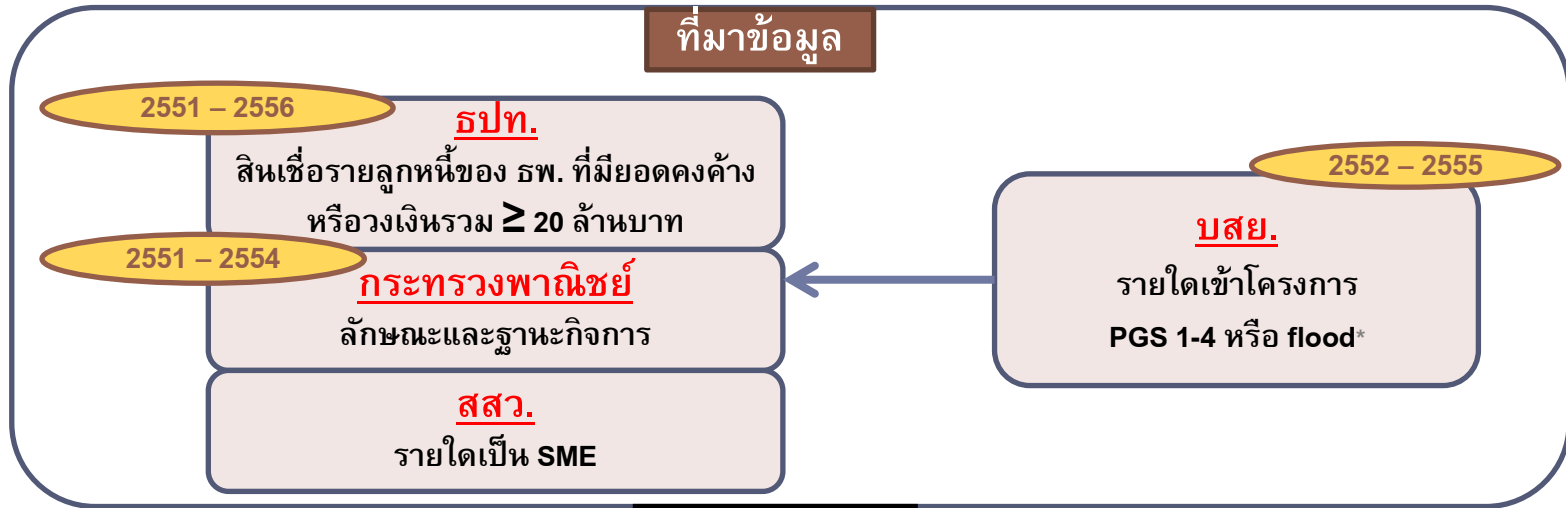 ที่มาข้อมูล
2551 – 2556
ธปท.
สินเชื่อรายลูกหนี้ของ ธพ. ที่มียอดคงค้าง
หรือวงเงินรวม ≥ 20 ล้านบาท
2551 – 2554
กระทรวงพาณิชย์
ลักษณะและฐานะกิจการ
สสว.
รายใดเป็น SME
2552 – 2555
บสย.
รายใดเข้าโครงการ
PGS 1-4 หรือ flood*